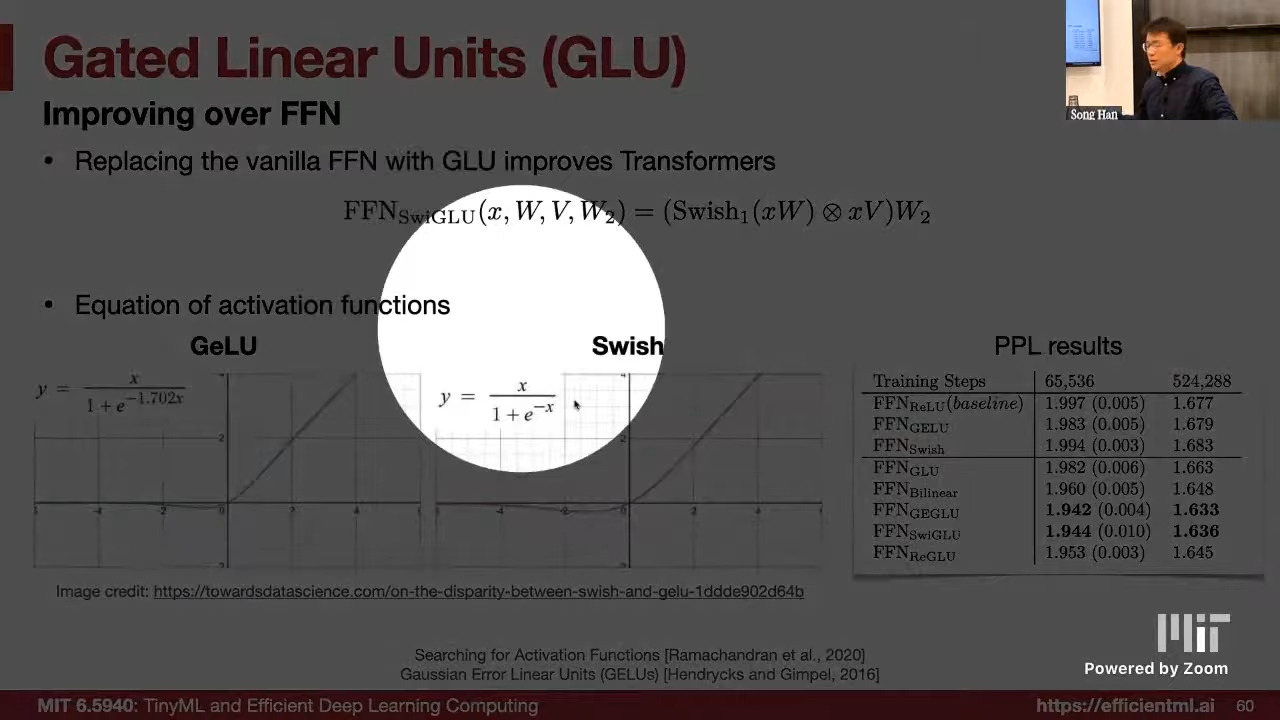 Gated Linear Units (GLU)
Song Han
Improving over FFN
• Replacing the vanilla FFN with GLU improves Transformers
FFN_SwiGLU(x, W, V, W_2) = (Swish_1(xW) ⊗ xV)W_2
• Equation of activation functions
GeLU
y = x / (1 + e^{-1.702x})
Swish
y = x / (1 + e^{-x})
PPL results
Training Steps 65,536 524,288
FFN_ReLU(baseline) 1.997 (0.005) 1.677
FFN_GELU 1.983 (0.005) 1.679
FFN_Swish 1.994 (0.003) 1.683
FFN_GLU 1.982 (0.006) 1.663
FFN_Bilinear 1.960 (0.005) 1.648
FFN_GEGLU 1.942 (0.004) 1.633
FFN_SwiGLU 1.944 (0.010) 1.636
FFN_ReGLU 1.953 (0.003) 1.645
Image credit: https://towardsdatascience.com/on-the-disparity-between-swish-and-gelu-1ddde902d64b
Searching for Activation Functions [Ramachandran et al., 2020]
Gaussian Error Linear Units (GELUs) [Hendrycks and Gimpel, 2016]
MIT
Powered by Zoom
MIT 6.5940: TinyML and Efficient Deep Learning Computing
https://efficientml.ai 60